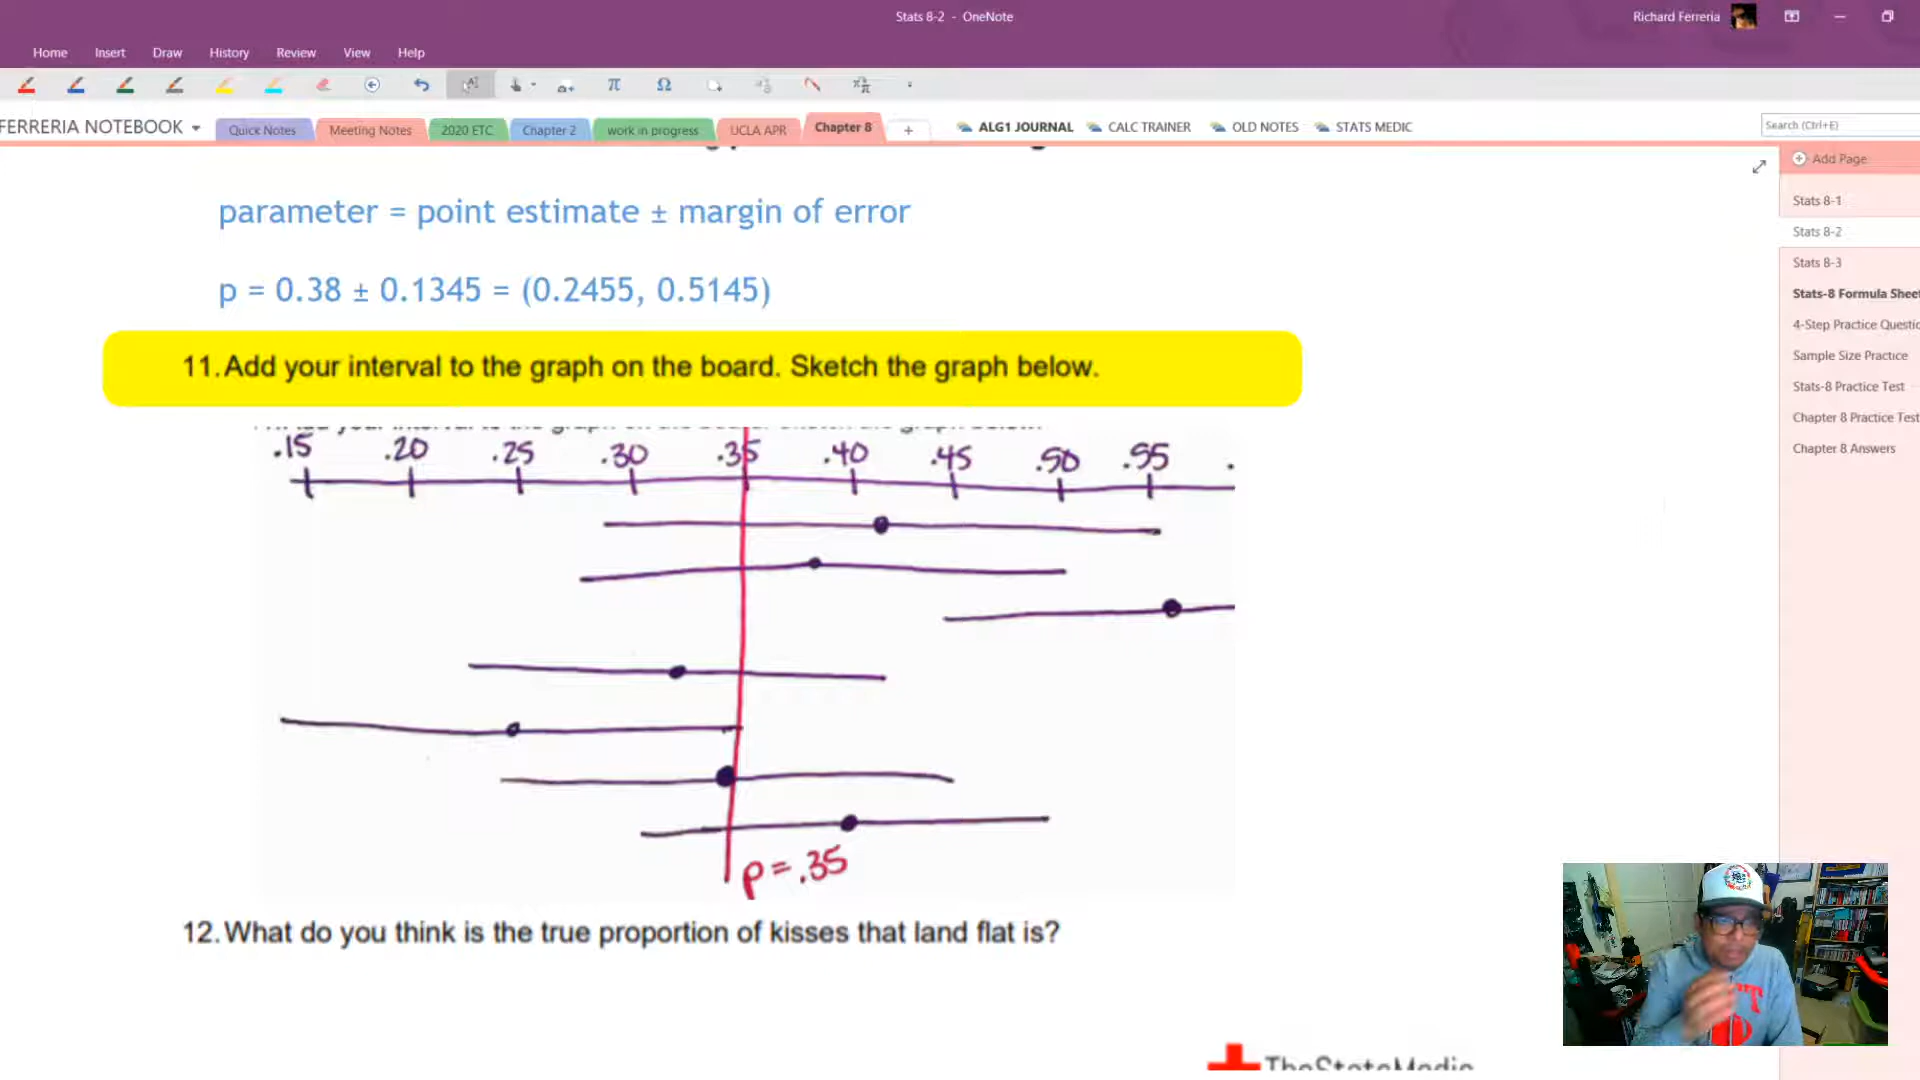 Stats 8-2 - OneNote
Richard Ferreria
Home Insert Draw History Review View Help
FERRERIA NOTEBOOK
Quick Notes Meeting Notes 2020 ETC Chapter 2 work in progress UCLA APR Chapter 8 +
ALG1 JOURNAL CALC TRAINER OLD NOTES STATS MEDIC
Search (Ctrl+E)
Add Page
Stats 8-1
Stats 8-2
Stats 8-3
Stats-8 Formula Sheet
4-Step Practice Questio
Sample Size Practice
Stats-8 Practice Test
Chapter 8 Practice Test
Chapter 8 Answers
parameter = point estimate ± margin of error
p = 0.38 ± 0.1345 = (0.2455, 0.5145)
11. Add your interval to the graph on the board. Sketch the graph below.
.15 .20 .25 .30 .35 .40 .45 .50 .55 .
p = .35
12. What do you think is the true proportion of kisses that land flat is?
TheStatsMedic